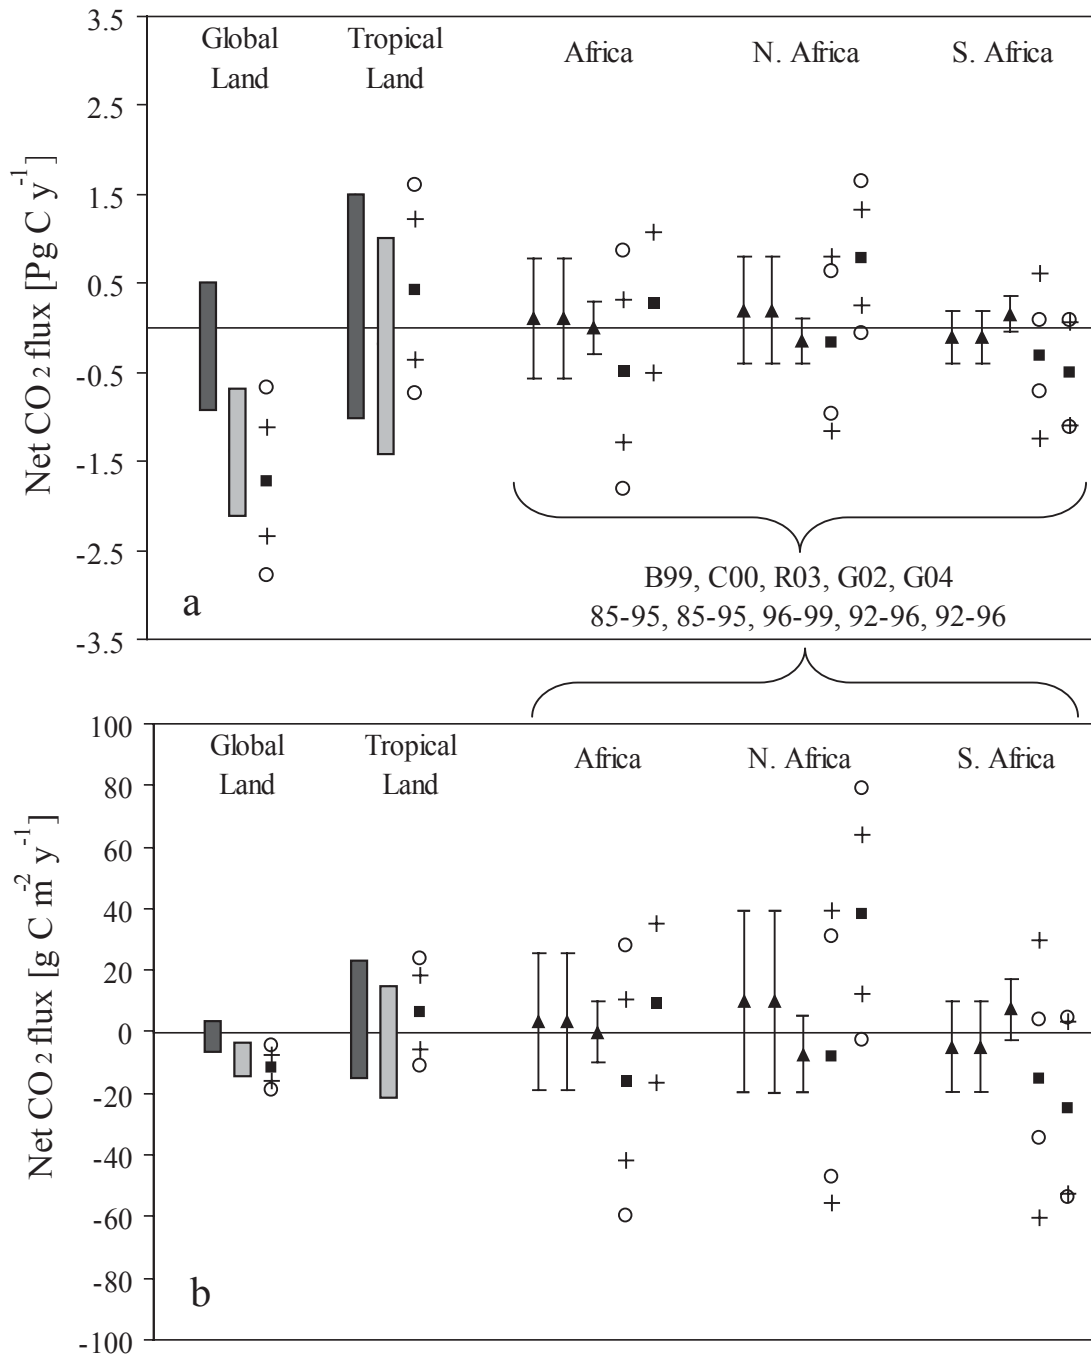 3.5
2.5
1.5
0.5
-0.5
-1.5
-2.5
-3.5
Net CO2 flux [Pg C y-1]
Global
Land
Tropical
Land
Africa
N. Africa
S. Africa
a
B99, C00, R03, G02, G04
85-95, 85-95, 96-99, 92-96, 92-96
100
80
60
40
20
0
-20
-40
-60
-80
-100
Net CO2 flux [g C m-2 y-1]
Global
Land
Tropical
Land
Africa
N. Africa
S. Africa
b